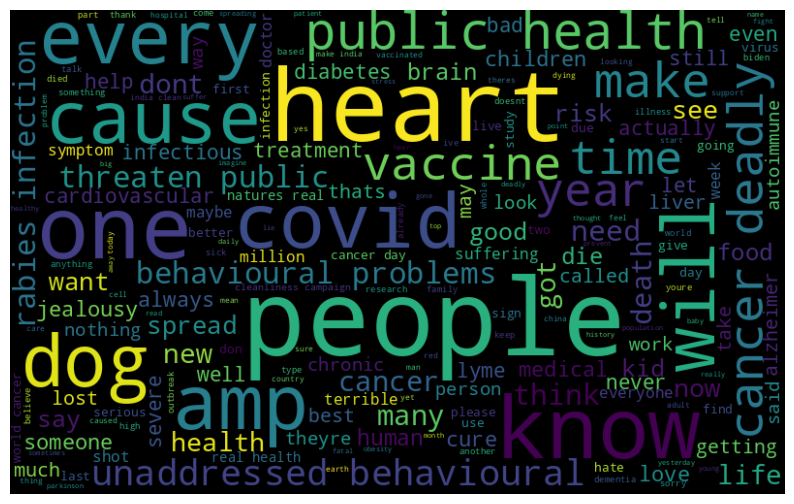 part thank hospital come spreading
every public health bad doctor even virus biden
patient tell fight name
based make india vaccinated looking
talk died way children still
infection help dont diabetes brain make
something first
india clean suffer stress theres dying
cause heart risk see
problem yes doesnt support illness
symptom infectious treatment live study due actually going
rabies infection
threaten public vaccine time
big imagine point start
cardiovascular natures real thats may year let week autoimmune
healthy maybe look liver
one covid good need
better million suffering two thought feel world give
behavioural problems cancer day die death food
anything sick cleanliness campaign called day
want always research family sign youre
jealousy nothing spread got work take
cell mean keep china baby
dog new don type history population
chronic lyme medical kid now said alzheimer
people will cancer deadly
lost well cancer person never everyone really
care read sure country man red yet
amp terrible think know
believe severe outbreak best many please adult find
say serious caused high health theyre human use cure hate
someone month another yesterday
much shot real health getting love life
world cancer last earth fatal obesity dementia sorry young
thing sometimes parkinson
unaddressed behavioural